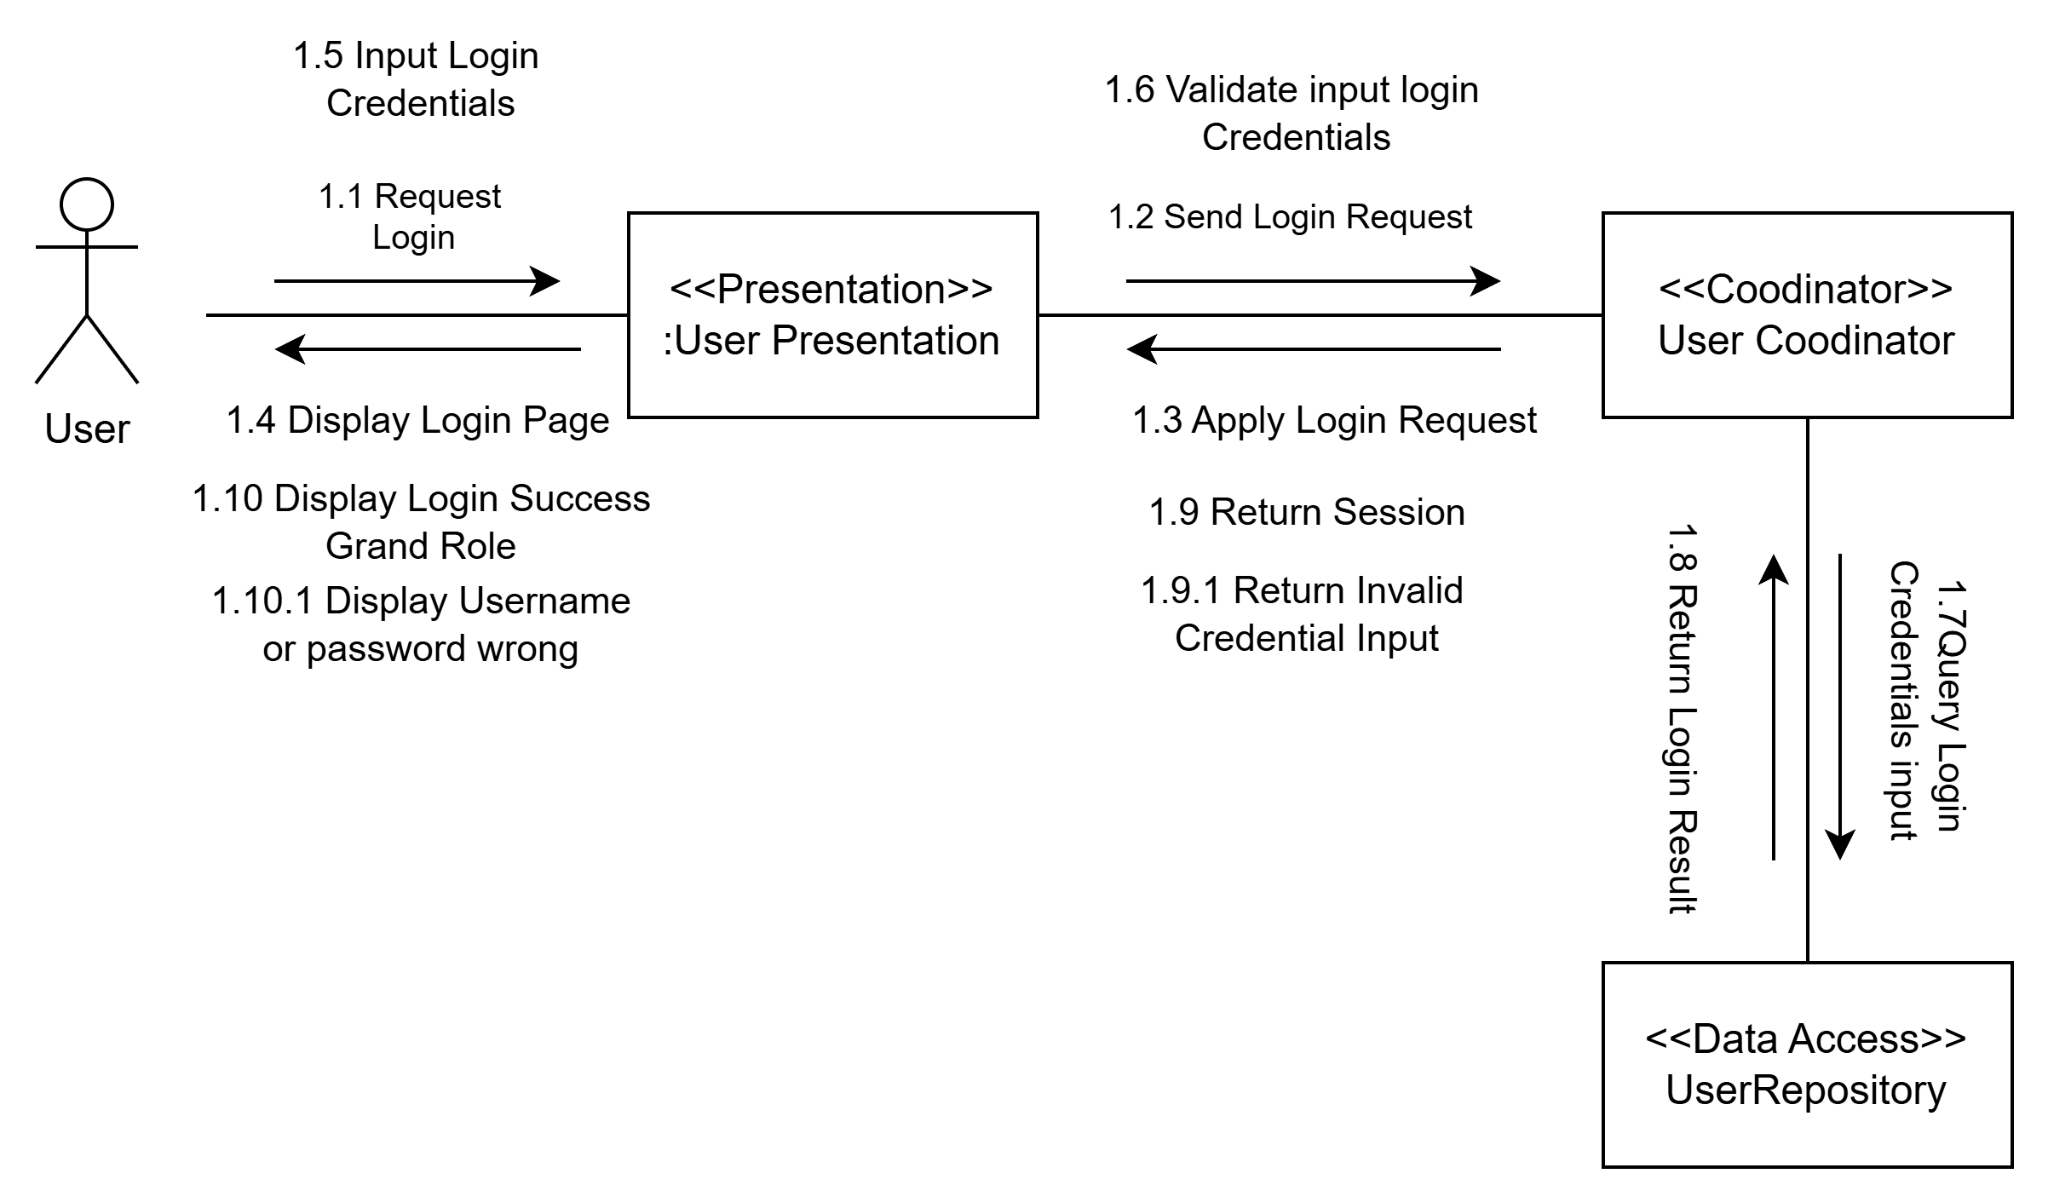 1.5 Input Login
Credentials
1.6 Validate input login
Credentials
1.1 Request
Login
1.2 Send Login Request
<<Presentation>>
:User Presentation
<<Coodinator>>
User Coodinator
User
1.4 Display Login Page
1.3 Apply Login Request
1.10 Display Login Success
Grand Role
1.9 Return Session
1.10.1 Display Username
or password wrong
1.9.1 Return Invalid
Credential Input
1.8 Return Login Result
1.7Query Login
Credentials input
<<Data Access>>
UserRepository